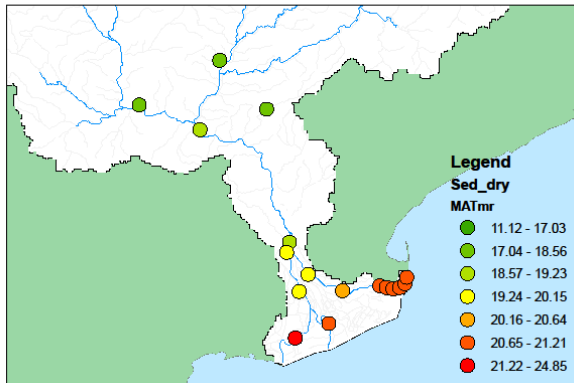 Legend
Sed_dry
MATmr
11.12 - 17.03
17.04 - 18.56
18.57 - 19.23
19.24 - 20.15
20.16 - 20.64
20.65 - 21.21
21.22 - 24.85